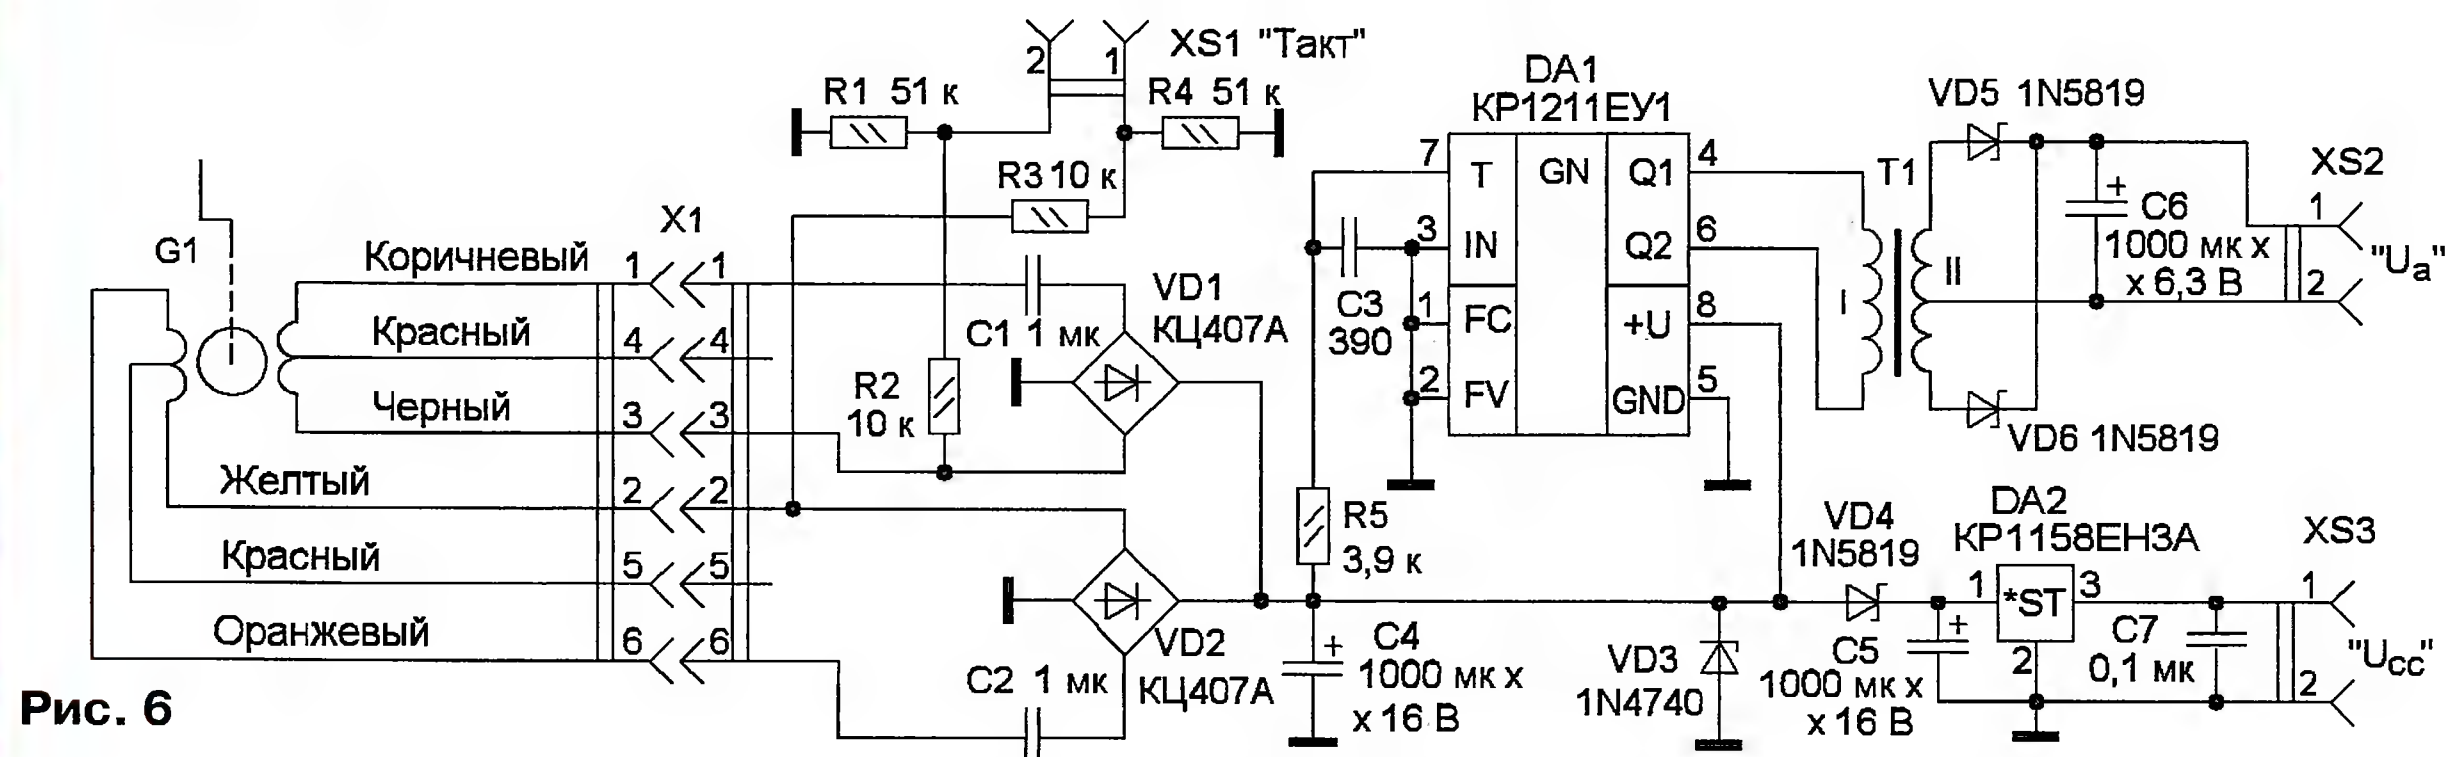 XS1 "Такт"
2
1
R1 51 к
R4 51 к
R3 10 к
DA1
КР1211ЕУ1
7
T
GN
Q1
4
3
IN
Q2
6
1
FC
+U
8
2
FV
GND
5
C3
390
T1
I
II
VD5 1N5819
VD6 1N5819
+
C6
1000 мк х
х 6,3 В
XS2
1
"Ua"
2
G1
X1
Коричневый
1
1
Красный
4
4
Черный
3
3
Желтый
2
2
Красный
5
5
Оранжевый
6
6
C1 1 мк
VD1
КЦ407А
R2
10 к
C2 1 мк
VD2
КЦ407А
R5
3,9 к
+
C4
1000 мк х
х 16 В
VD3
1N4740
VD4
1N5819
+
C5
1000 мк х
х 16 В
DA2
КР1158ЕН3А
1
*ST
3
2
C7
0,1 мк
XS3
1
"Ucc"
2
Рис. 6